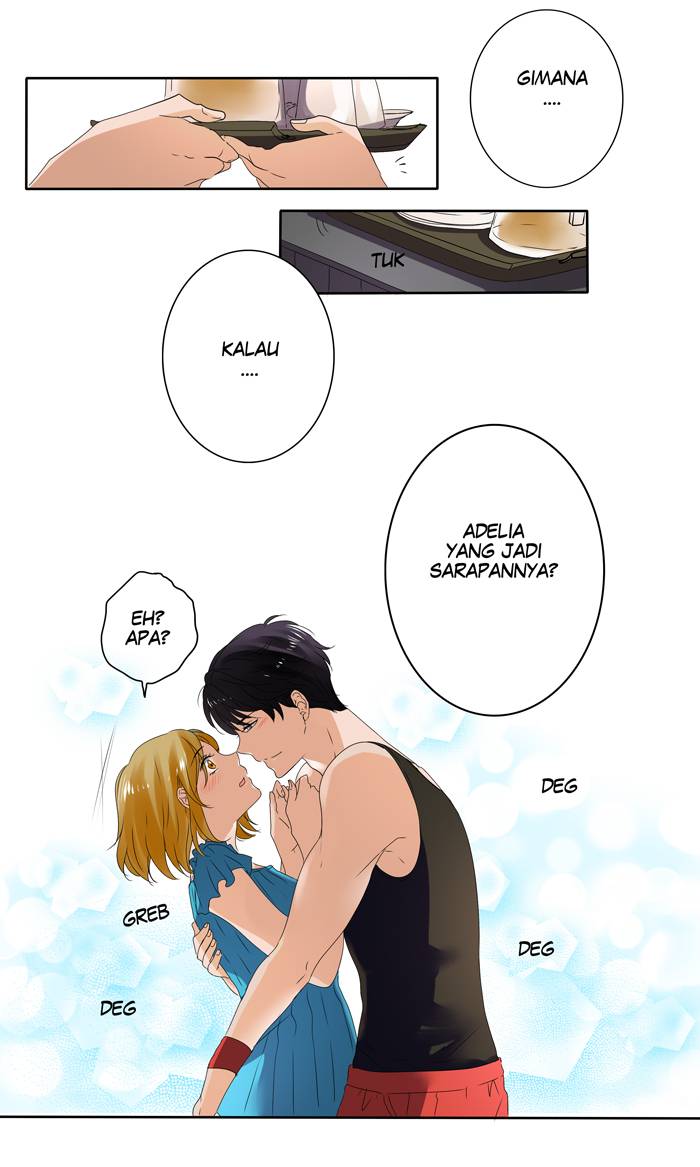 GIMANA
....
TUK
KALAU
....
ADELIA
YANG JADI
SARAPANNYA?
EH?
APA?
DEG
GREB
DEG
DEG